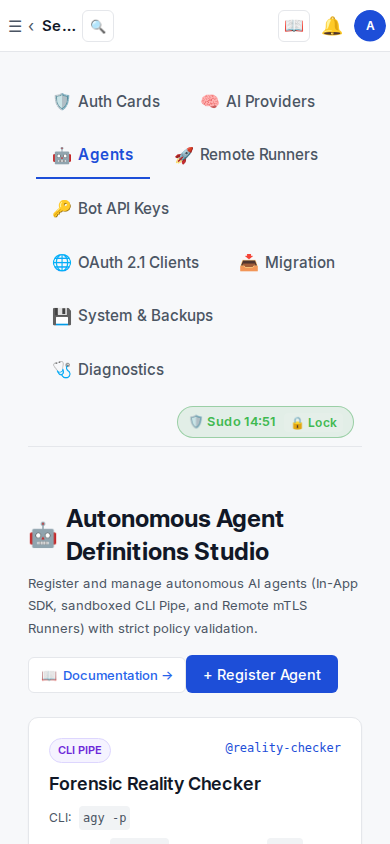 ☰ ‹ Se... 🔍 📖 🔔 A
🛡️ Auth Cards 🧠 AI Providers
🤖 Agents 🚀 Remote Runners
🔑 Bot API Keys
🌐 OAuth 2.1 Clients 📥 Migration
💾 System & Backups
🩺 Diagnostics
🛡️ Sudo 14:51 🔒 Lock
🤖 Autonomous Agent
Definitions Studio
Register and manage autonomous AI agents (In-App
SDK, sandboxed CLI Pipe, and Remote mTLS
Runners) with strict policy validation.
📖 Documentation → + Register Agent
CLI PIPE @reality-checker
Forensic Reality Checker
CLI: agy -p